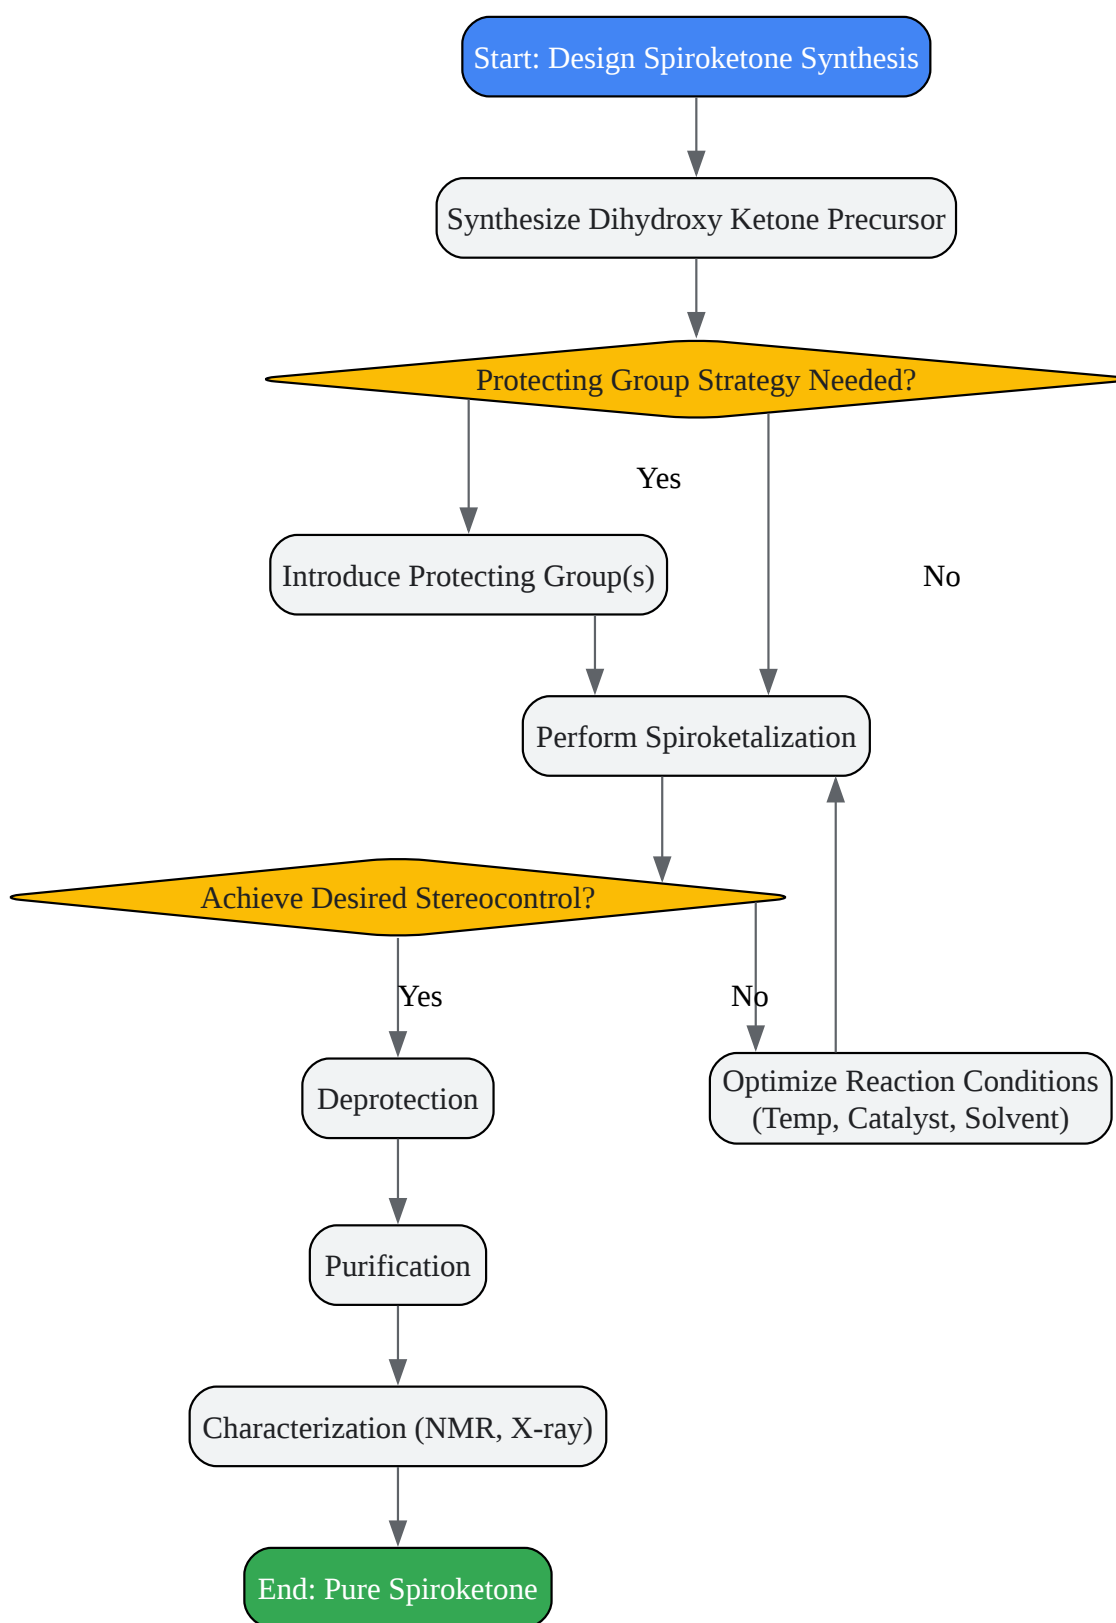 Start: Design Spiroketone Synthesis
Synthesize Dihydroxy Ketone Precursor
Protecting Group Strategy Needed?
Yes
Introduce Protecting Group(s)
No
Perform Spiroketalization
Achieve Desired Stereocontrol?
Yes
No
Deprotection
Optimize Reaction Conditions
(Temp, Catalyst, Solvent)
Purification
Characterization (NMR, X-ray)
End: Pure Spiroketone